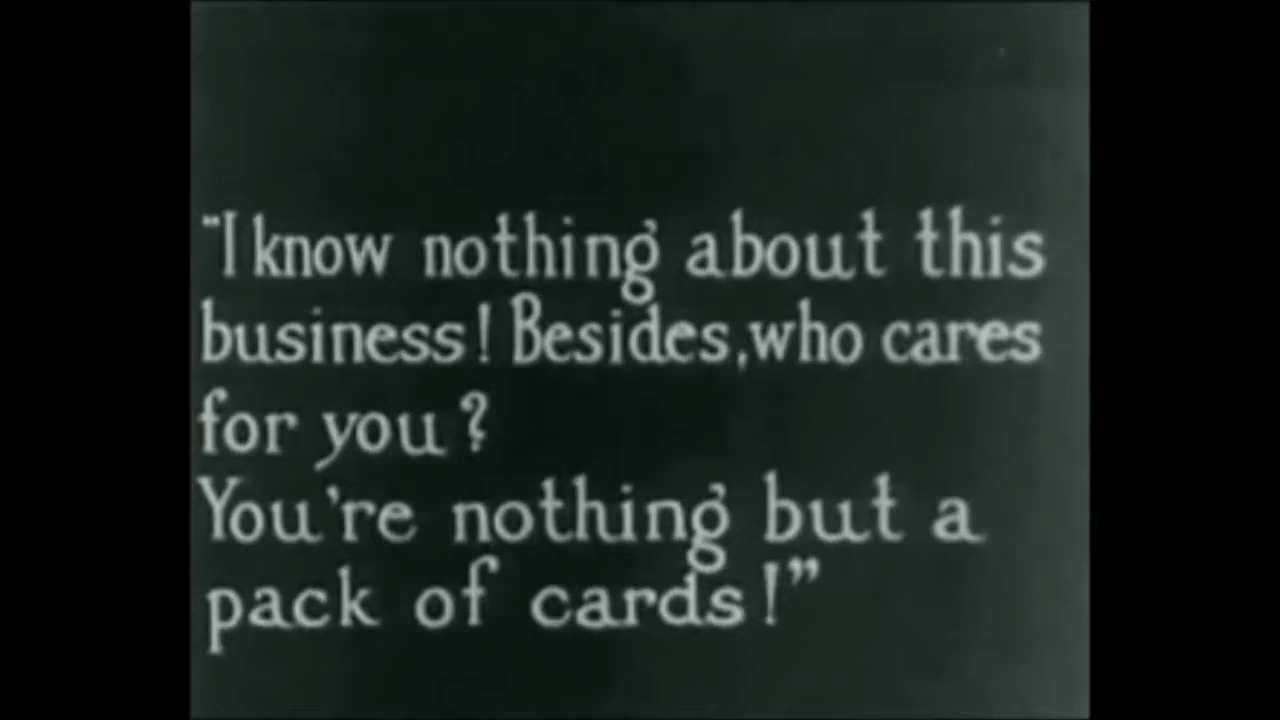 "I know nothing about this
business! Besides, who cares
for you?
You're nothing but a
pack of cards!"